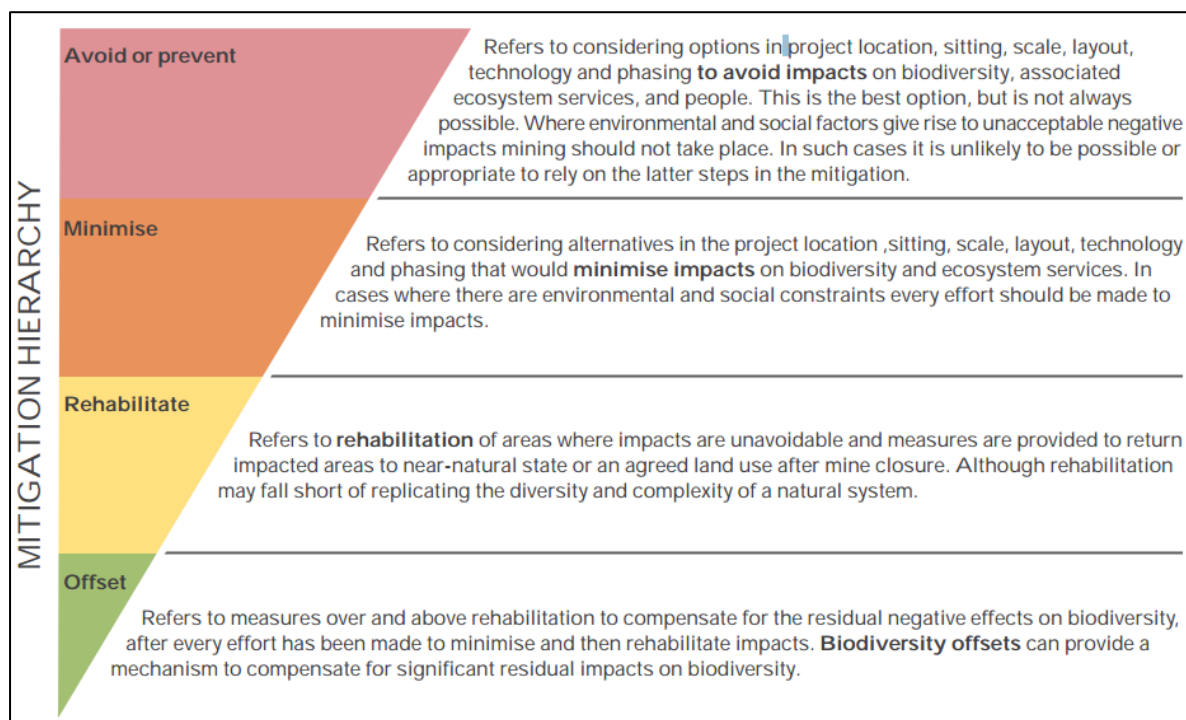 MITIGATION HIERARCHY
Avoid or prevent
Refers to considering options in project location, sitting, scale, layout,
technology and phasing to avoid impacts on biodiversity, associated
ecosystem services, and people. This is the best option, but is not always
possible. Where environmental and social factors give rise to unacceptable negative
impacts mining should not take place. In such cases it is unlikely to be possible or
appropriate to rely on the latter steps in the mitigation.
Minimise
Refers to considering alternatives in the project location ,sitting, scale, layout, technology
and phasing that would minimise impacts on biodiversity and ecosystem services. In
cases where there are environmental and social constraints every effort should be made to
minimise impacts.
Rehabilitate
Refers to rehabilitation of areas where impacts are unavoidable and measures are provided to return
impacted areas to near-natural state or an agreed land use after mine closure. Although rehabilitation
may fall short of replicating the diversity and complexity of a natural system.
Offset
Refers to measures over and above rehabilitation to compensate for the residual negative effects on biodiversity,
after every effort has been made to minimise and then rehabilitate impacts. Biodiversity offsets can provide a
mechanism to compensate for significant residual impacts on biodiversity.